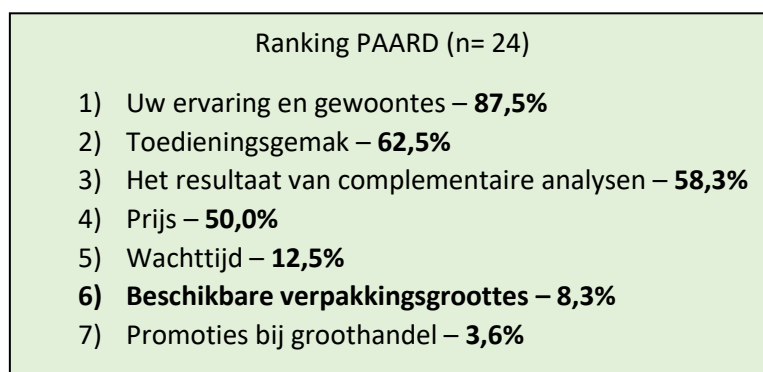 Ranking PAARD (n= 24)
1) Uw ervaring en gewoontes – 87,5%
2) Toedieningsgemak – 62,5%
3) Het resultaat van complementaire analysen – 58,3%
4) Prijs – 50,0%
5) Wachttijd – 12,5%
6) Beschikbare verpakkingsgroottes – 8,3%
7) Promoties bij groothandel – 3,6%